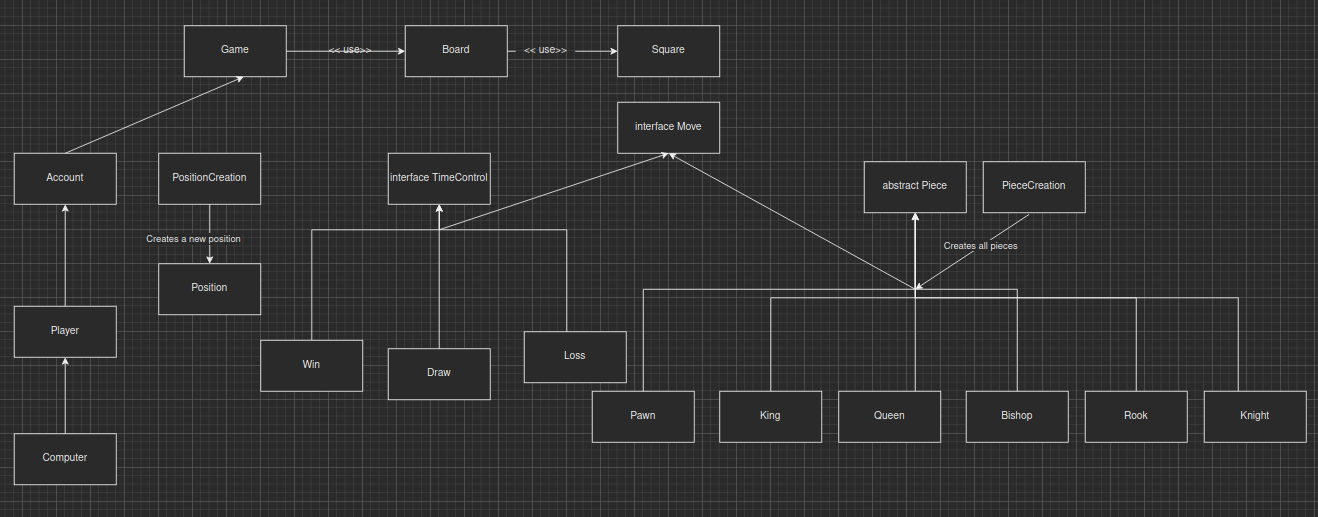 Game
<< use>>
Board
<< use>>
Square
interface Move
Account
PositionCreation
interface TimeControl
abstract Piece
PieceCreation
Creates a new position
Creates all pieces
Position
Player
Win
Draw
Loss
Pawn
King
Queen
Bishop
Rook
Knight
Computer